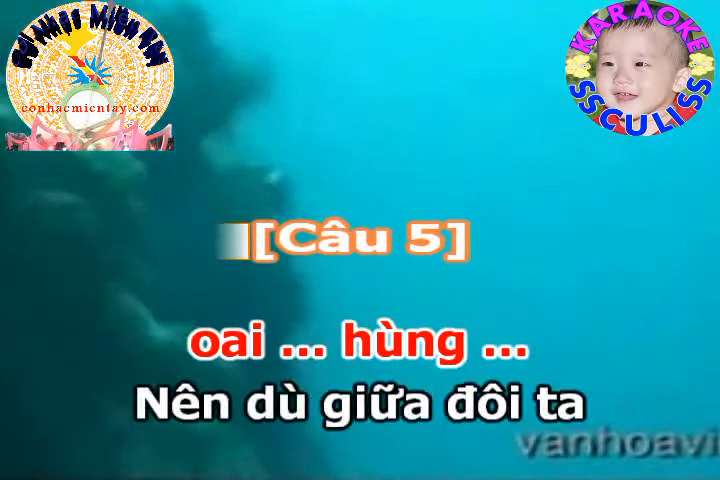 conhacmientay.com
KARAOKE
SSCULISS
[Câu 5]
oai ... hùng ...
Nên dù giữa đôi ta
vanhoavi